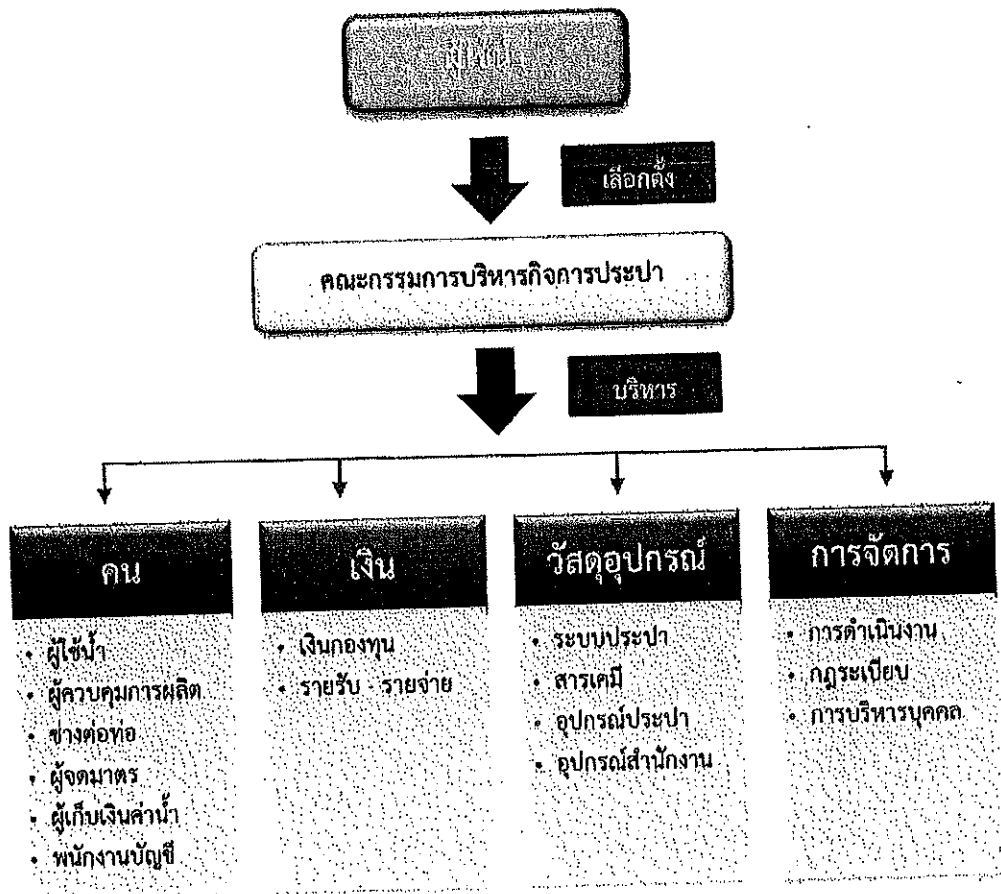 เลือกตั้ง
คณะกรรมการบริหารกิจการประปา
บริหาร
คน
• ผู้ใช้น้ำ
• ผู้ควบคุมการผลิต
• ช่างต่อท่อ
• ผู้จดมาตร
• ผู้เก็บเงินค่าน้ำ
• พนักงานบัญชี
เงิน
• เงินกองทุน
• รายรับ - รายจ่าย
วัสดุอุปกรณ์
• ระบบประปา
• สารเคมี
• อุปกรณ์ประปา
• อุปกรณ์สำนักงาน
การจัดการ
• การดำเนินงาน
• กฎระเบียบ
• การบริหารบุคคล